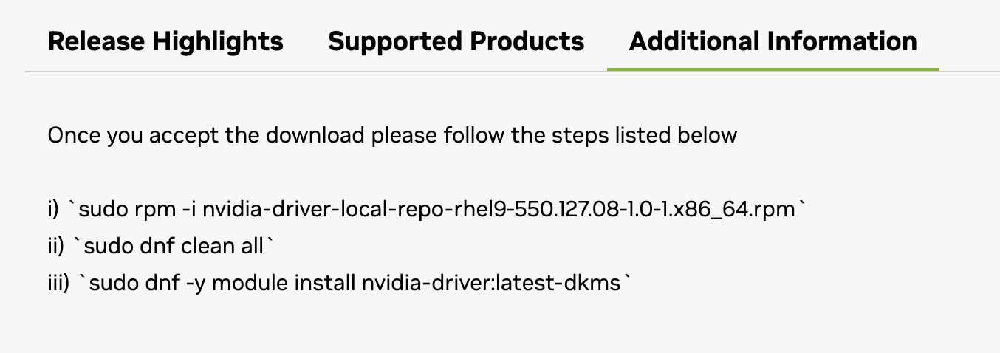 Release Highlights Supported Products Additional Information
Once you accept the download please follow the steps listed below
i) `sudo rpm -i nvidia-driver-local-repo-rhel9-550.127.08-1.0-1.x86_64.rpm`
ii) `sudo dnf clean all`
iii) `sudo dnf -y module install nvidia-driver:latest-dkms`